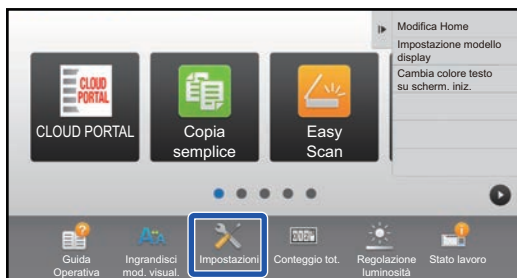 Modifica Home
Impostazione modello
display
Cambia colore testo
su scherm. iniz.
CLOUD
PORTAL
CLOUD PORTAL
Copia
semplice
Easy
Scan
Guida
Operativa
Ingrandisci
mod. visual.
Impostazioni
Conteggio tot.
Regolazione
luminosità
Stato lavoro